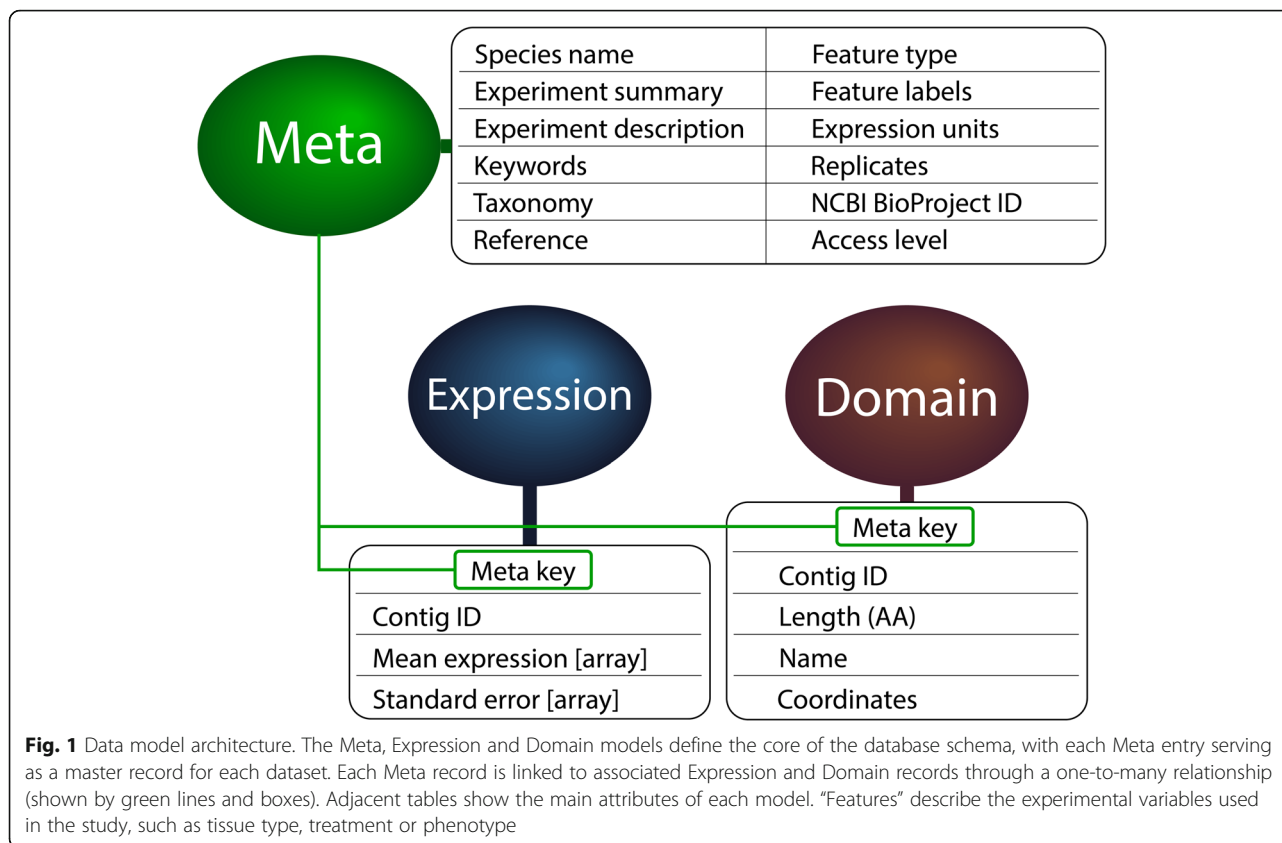 Meta
Species name Feature type
Experiment summary Feature labels
Experiment description Expression units
Keywords Replicates
Taxonomy NCBI BioProject ID
Reference Access level
Expression
Domain
Meta key
Contig ID
Mean expression [array]
Standard error [array]
Meta key
Contig ID
Length (AA)
Name
Coordinates
Fig. 1 Data model architecture. The Meta, Expression and Domain models define the core of the database schema, with each Meta entry serving
as a master record for each dataset. Each Meta record is linked to associated Expression and Domain records through a one-to-many relationship
(shown by green lines and boxes). Adjacent tables show the main attributes of each model. “Features” describe the experimental variables used
in the study, such as tissue type, treatment or phenotype